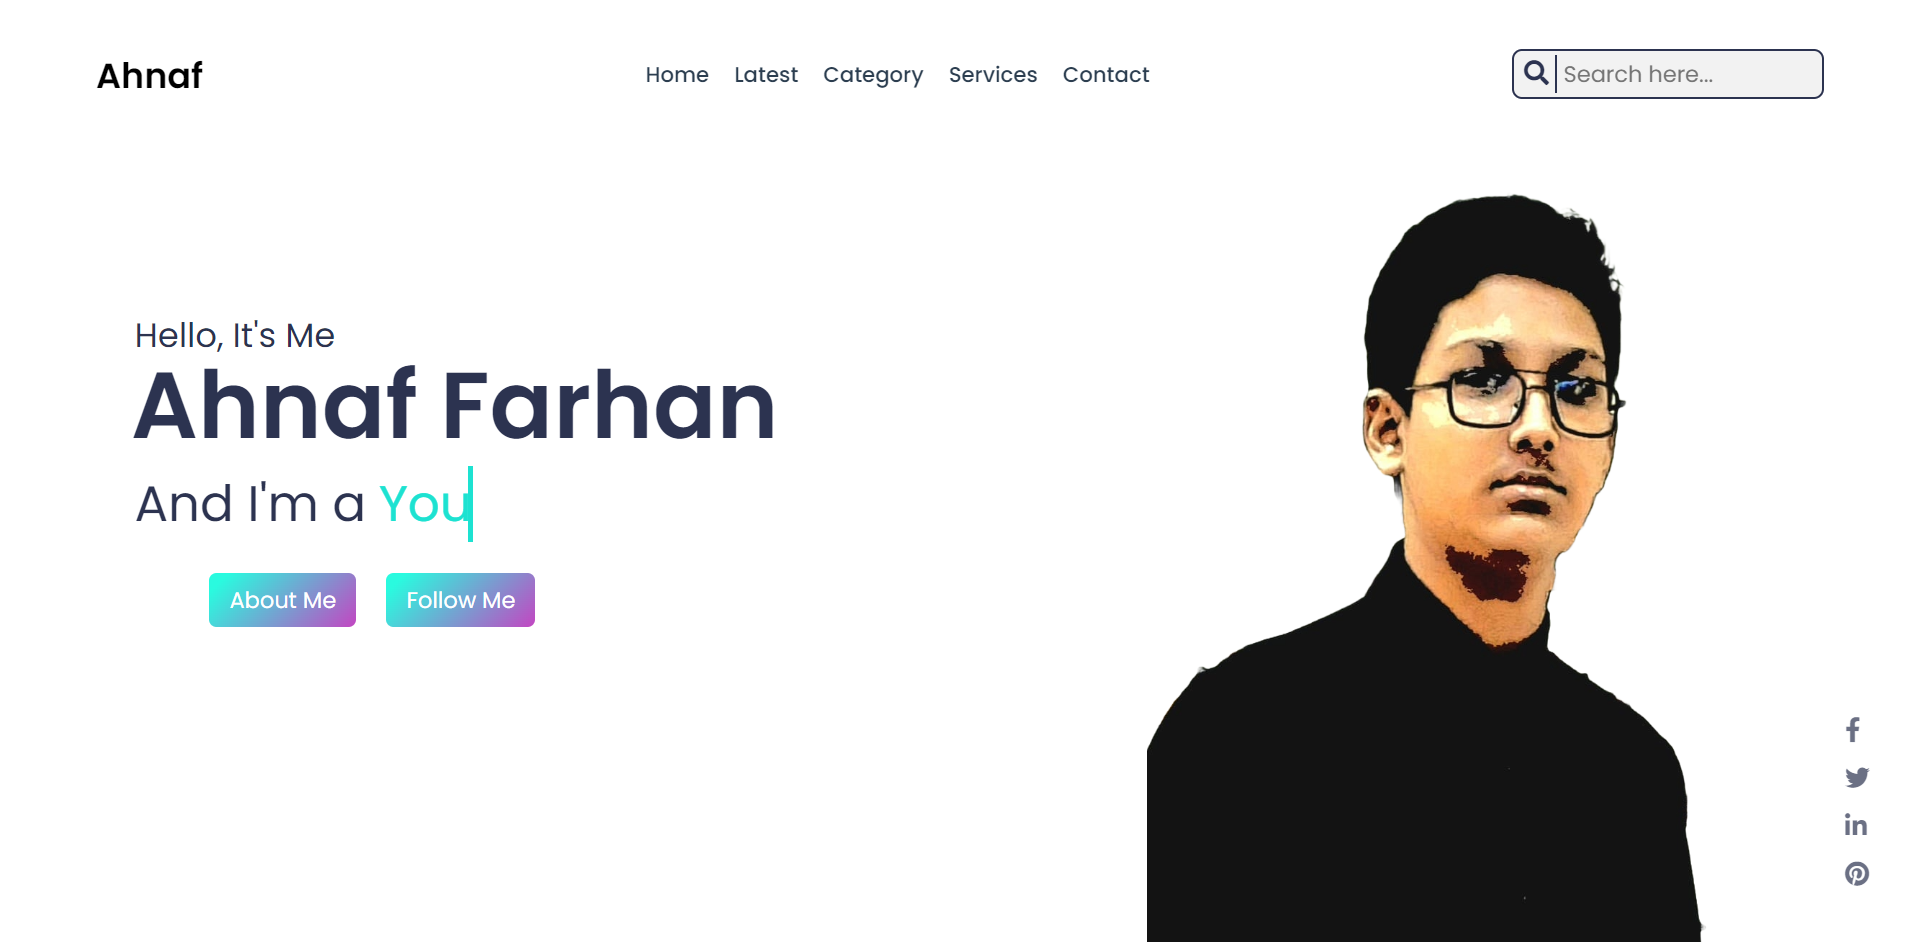 Ahnaf
Home Latest Category Services Contact
Search here...
Hello, It's Me
Ahnaf Farhan
And I'm a You
About Me Follow Me